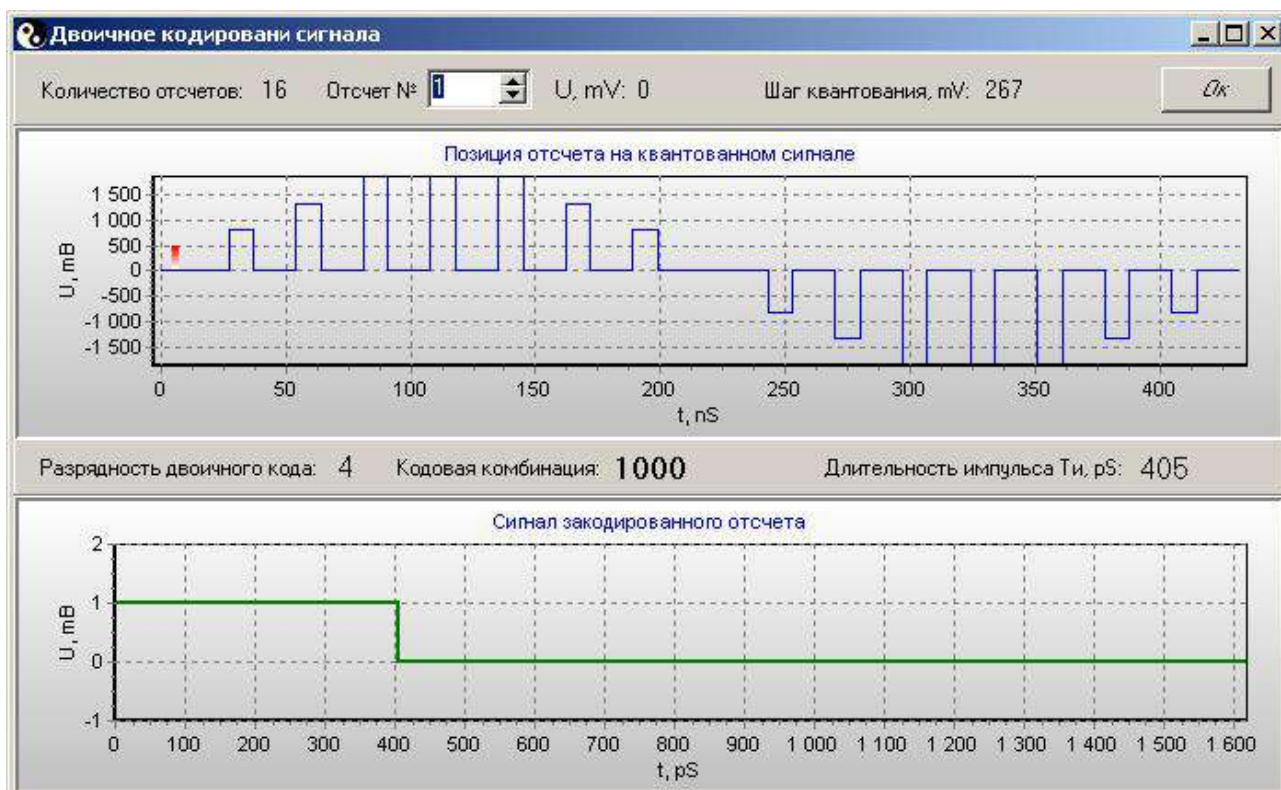 Двоичное кодировани сигнала
Количество отсчетов: 16 Отсчет № 1 U, mV: 0 Шаг квантования, mV: 267 Ок
Позиция отсчета на квантованном сигнале
1 500
1 000
500
0
-500
-1 000
-1 500
U, mB
0 50 100 150 200 250 300 350 400
t, nS
Разрядность двоичного кода: 4 Кодовая комбинация: 1000 Длительность импульса Ти, pS: 405
Сигнал закодированного отсчета
2
1
0
-1
U, mB
0 100 200 300 400 500 600 700 800 900 1 000 1 100 1 200 1 300 1 400 1 500 1 600
t, pS